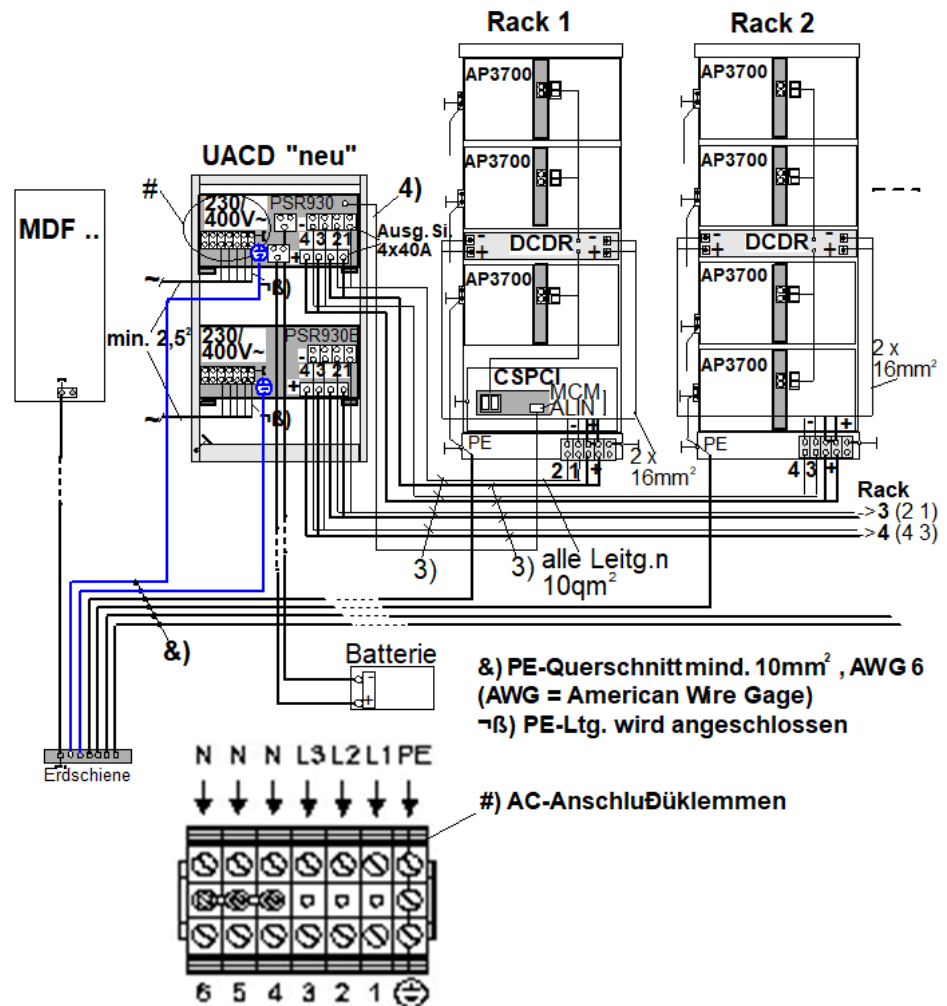 Rack 1
Rack 2
AP3700
AP3700
AP3700
AP3700
UACD "neu"
#
4)
MDF ..
230/
400V~
PSR930
-
4 3 21
+
Ausg. Si.
4x40A
- +
DCDR
- +
- +
DCDR
- +
~
¬ß)
min. 2,5²
230/
400V~
PSR930E
-
4 3 21
+
~
¬ß)
AP3700
AP3700
AP3700
CSPCI
MCM
ALIN
2 x
16mm²
PE
- +
2 1 +
2 x
16mm²
PE
- +
4 3 +
Rack
->3 (2 1)
->4 (4 3)
3)
3)
alle Leitg.n
10qm²
&)
Batterie
-
+
&) PE-Querschnitt mind. 10mm² , AWG 6
(AWG = American Wire Gage)
¬ß) PE-Ltg. wird angeschlossen
Erdschiene
N N N L3 L2 L1 PE
#) AC-AnschluÐüklemmen
6 5 4 3 2 1